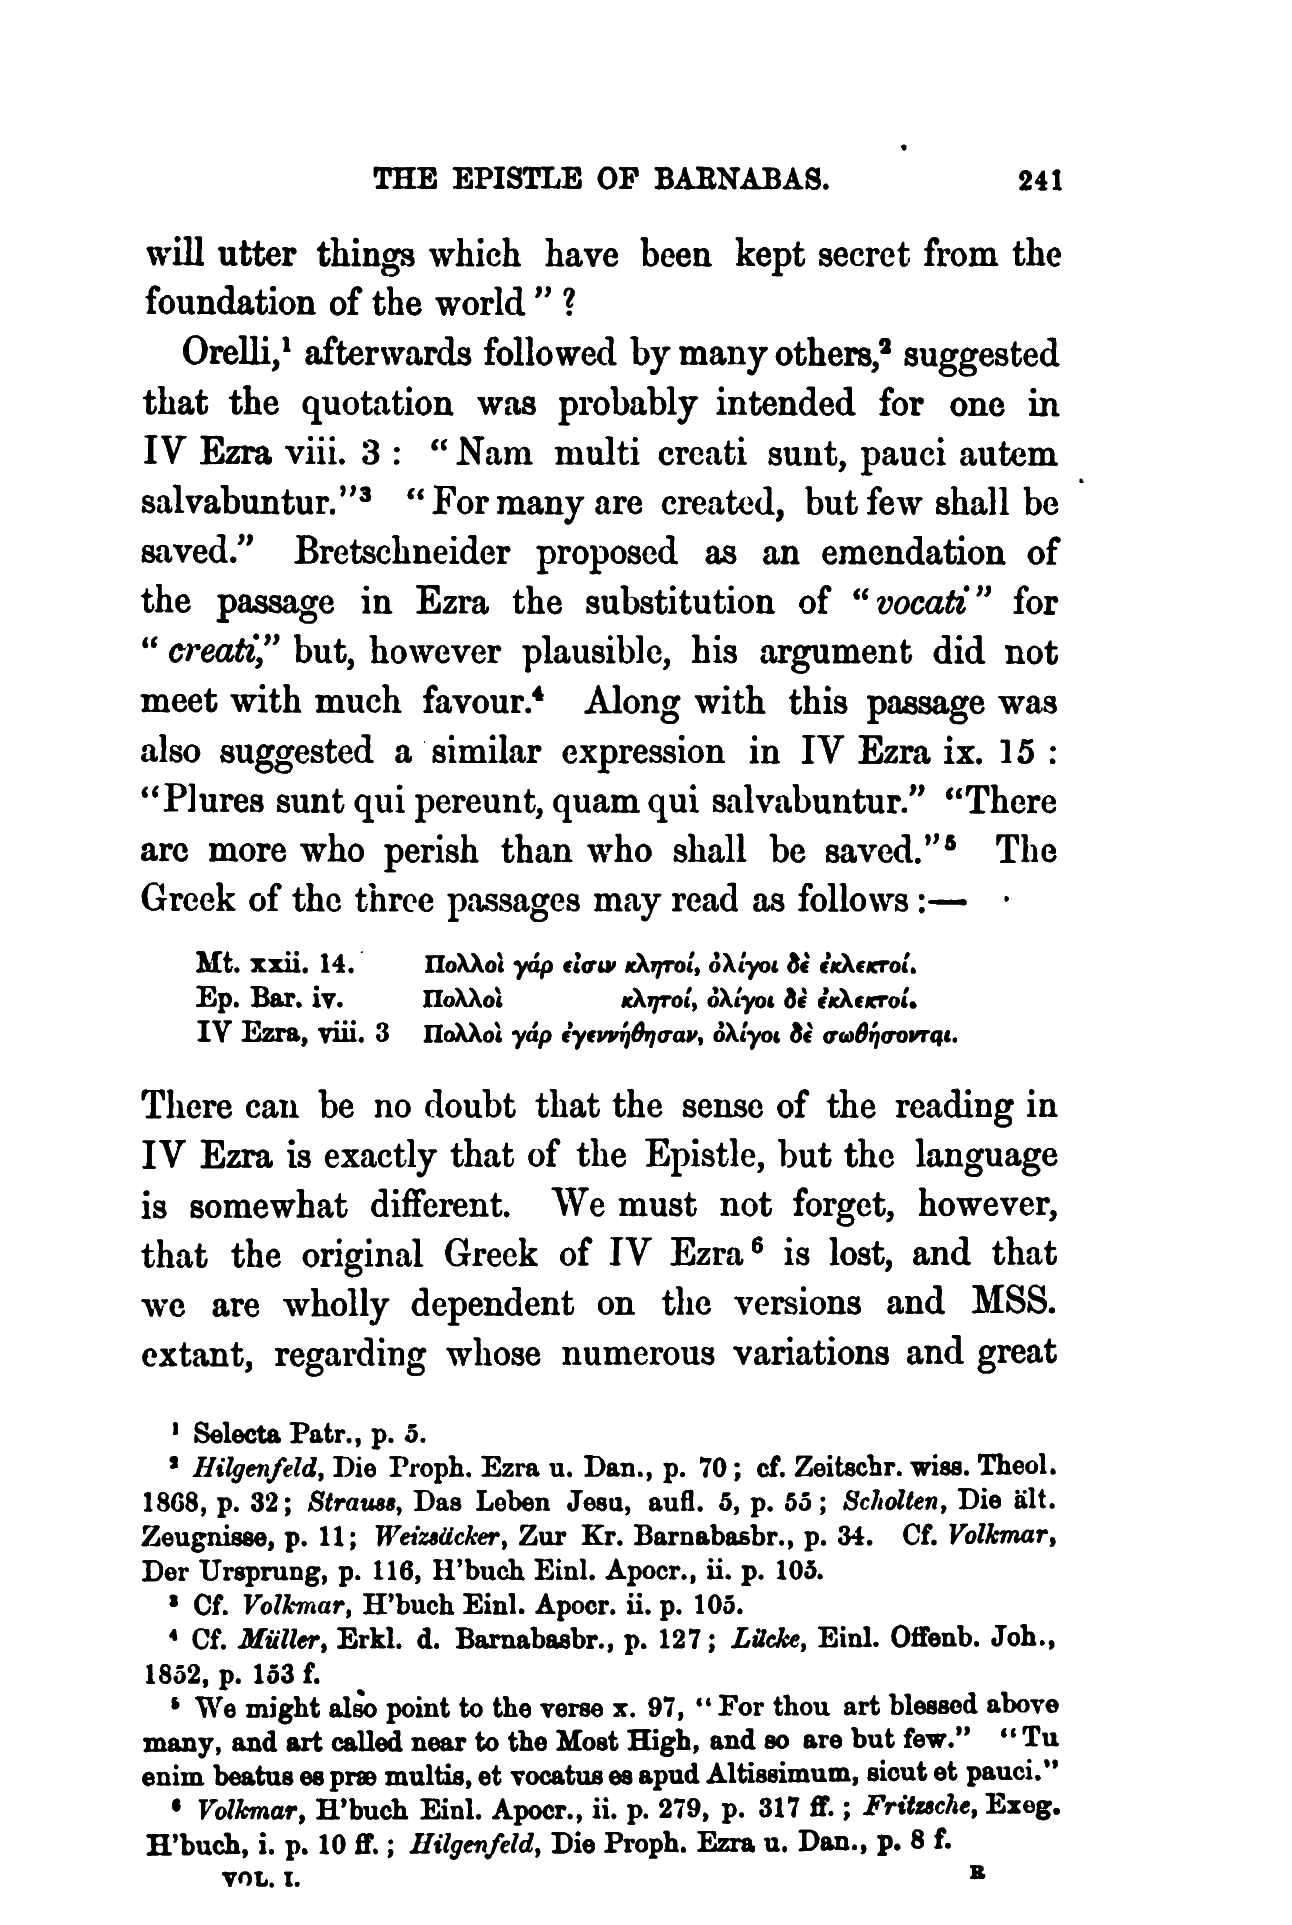 THE EPISTLE OF BARNABAS. 241
will utter things which have been kept secret from the
foundation of the world" ?
Orelli,¹ afterwards followed by many others,² suggested
that the quotation was probably intended for one in
IV Ezra viii. 3 : "Nam multi creati sunt, pauci autem
salvabuntur."³ "For many are created, but few shall be
saved." Bretschneider proposed as an emendation of
the passage in Ezra the substitution of "vocati" for
"creati," but, however plausible, his argument did not
meet with much favour.⁴ Along with this passage was
also suggested a similar expression in IV Ezra ix. 15 :
"Plures sunt qui pereunt, quam qui salvabuntur." "There
are more who perish than who shall be saved."⁵ The
Greek of the three passages may read as follows :—
Mt. xxii. 14. Πολλοὶ γάρ εἰσιν κλητοί, ὀλίγοι δὲ ἐκλεκτοί.
Ep. Bar. iv. Πολλοὶ κλητοί, ὀλίγοι δὲ ἐκλεκτοί.
IV Ezra, viii. 3 Πολλοὶ γάρ ἐγεννήθησαν, ὀλίγοι δὲ σωθήσονται.
There can be no doubt that the sense of the reading in
IV Ezra is exactly that of the Epistle, but the language
is somewhat different. We must not forget, however,
that the original Greek of IV Ezra⁶ is lost, and that
we are wholly dependent on the versions and MSS.
extant, regarding whose numerous variations and great
¹ Selecta Patr., p. 5.
² Hilgenfeld, Die Proph. Ezra u. Dan., p. 70 ; cf. Zeitschr. wiss. Theol.
1868, p. 32 ; Strauss, Das Leben Jesu, aufl. 5, p. 55 ; Scholten, Die ält.
Zeugnisse, p. 11 ; Weizsäcker, Zur Kr. Barnabasbr., p. 34. Cf. Volkmar,
Der Ursprung, p. 116, H'buch Einl. Apocr., ii. p. 105.
³ Cf. Volkmar, H'buch Einl. Apocr. ii. p. 105.
⁴ Cf. Müller, Erkl. d. Barnabasbr., p. 127 ; Lücke, Einl. Offenb. Joh.,
1852, p. 153 f.
⁵ We might also point to the verse x. 97, "For thou art blessed above
many, and art called near to the Most High, and so are but few." "Tu
enim beatus es præ multis, et vocatus es apud Altissimum, sicut et pauci."
⁶ Volkmar, H'buch Einl. Apocr., ii. p. 279, p. 317 ff. ; Fritzsche, Exeg.
H'buch, i. p. 10 ff. ; Hilgenfeld, Die Proph. Ezra u. Dan., p. 8 f.
VOL. I. R